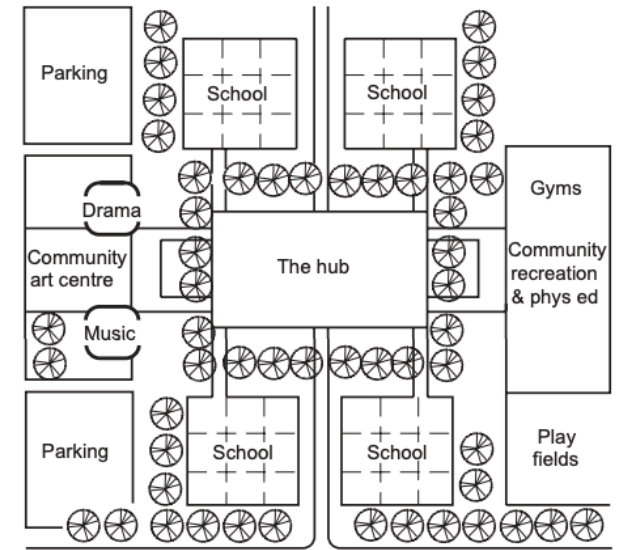 Parking
School
School
Drama
Gyms
Community
art centre
The hub
Community
recreation
& phys ed
Music
Parking
School
School
Play
fields